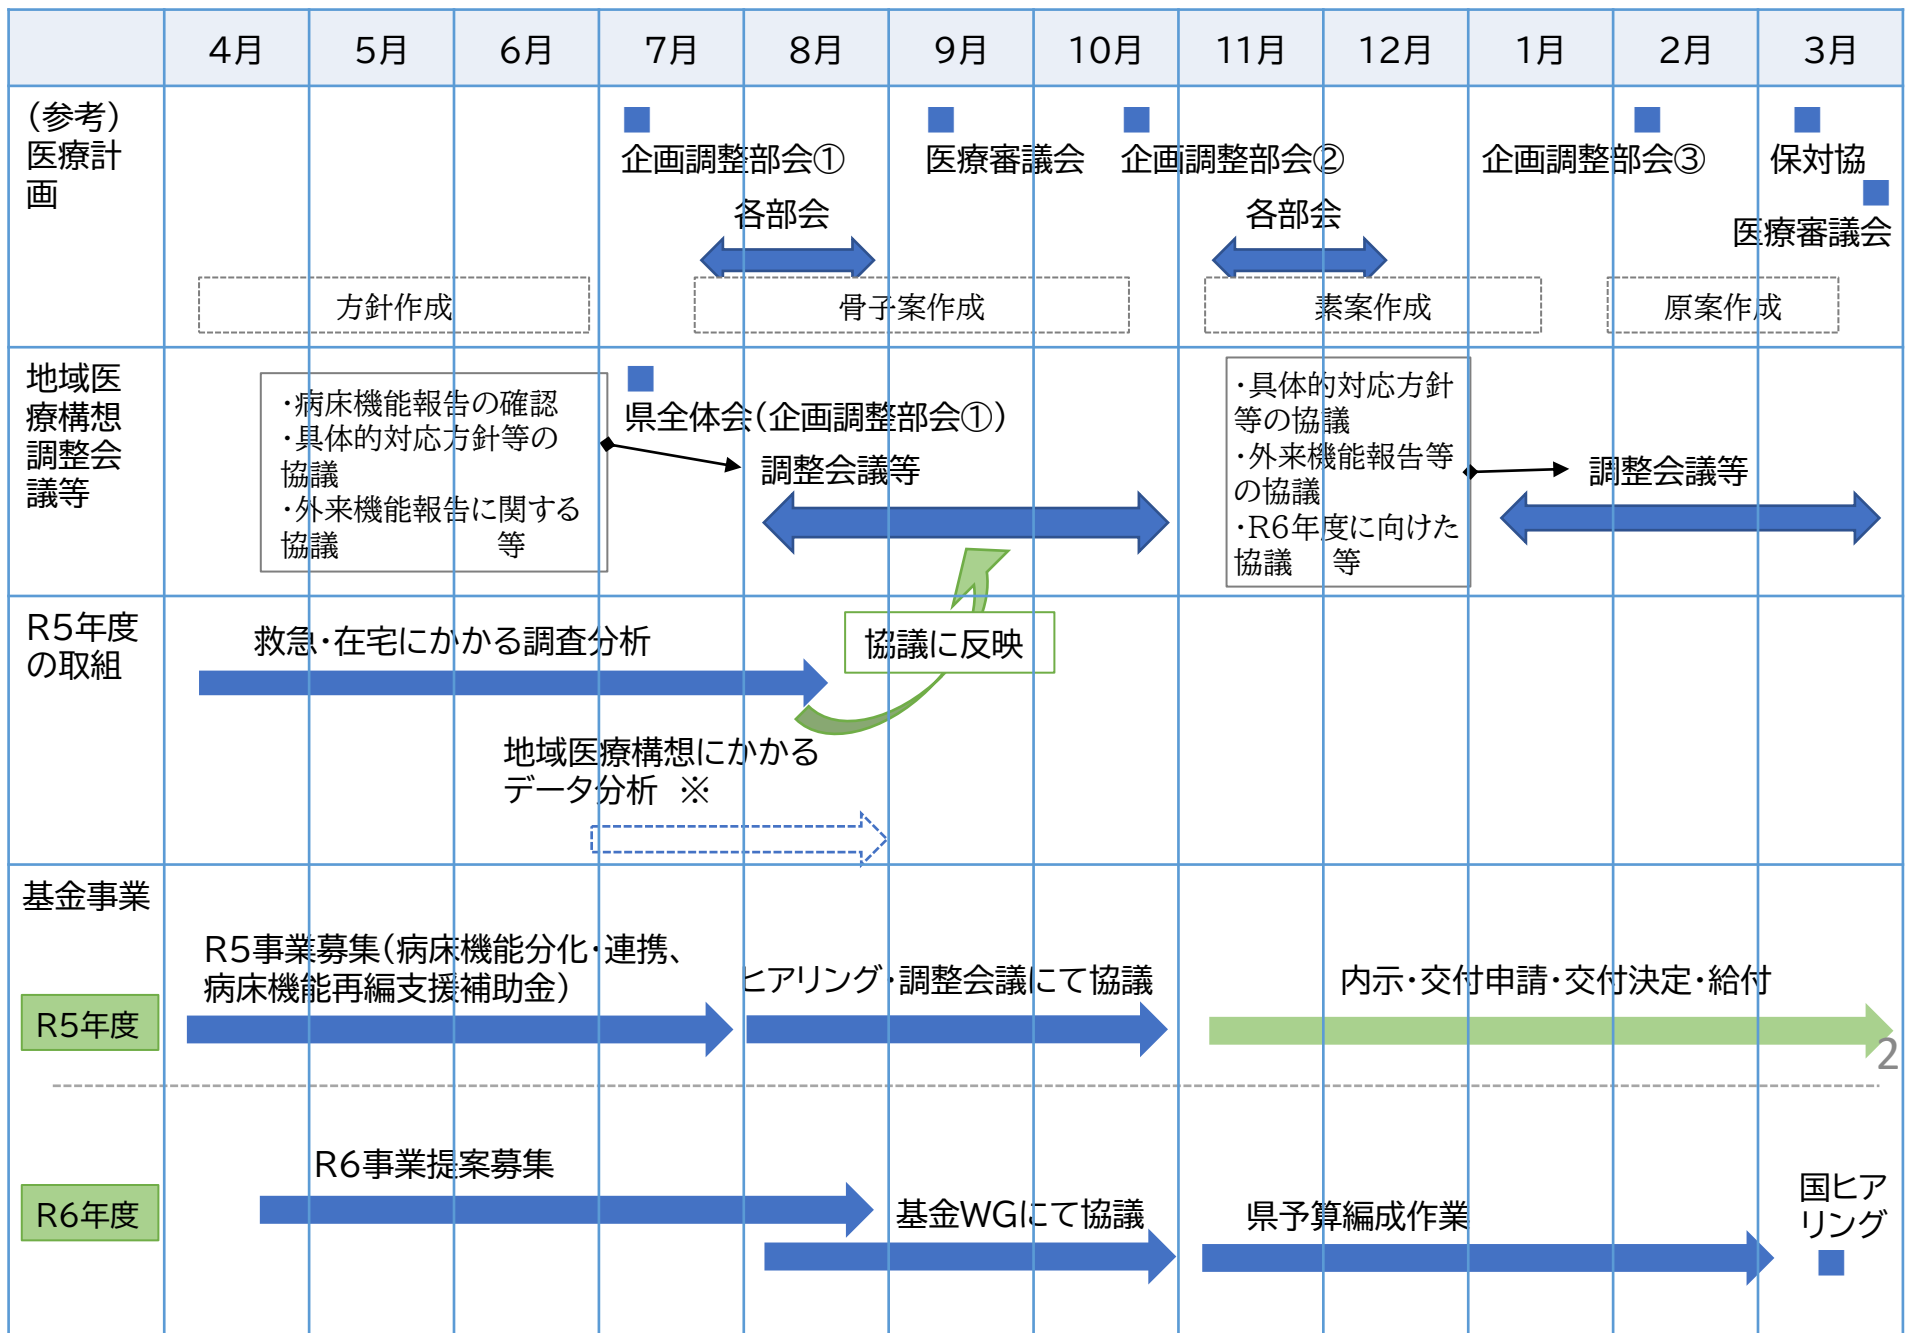 4月 5月 6月 7月 8月 9月 10月 11月 12月 1月 2月 3月
（参考）
医療計
画
企画調整部会① 医療審議会 企画調整部会② 企画調整部会③ 保対協
各部会 各部会
医療審議会
方針作成 骨子案作成 素案作成 原案作成
地域医
療構想
調整会
議等
・病床機能報告の確認
・具体的対応方針等の
協議
・外来機能報告に関する
協議 等
県全体会（企画調整部会①）
調整会議等
・具体的対応方針
等の協議
・外来機能報告等
の協議
・R6年度に向けた
協議 等
調整会議等
R5年度
の取組
救急・在宅にかかる調査分析
協議に反映
地域医療構想にかかる
データ分析 ※
基金事業
R5年度
R5事業募集（病床機能分化・連携、
病床機能再編支援補助金）
ヒアリング・調整会議にて協議
内示・交付申請・交付決定・給付
2
R6年度
R6事業提案募集
基金WGにて協議
県予算編成作業
国ヒア
リング